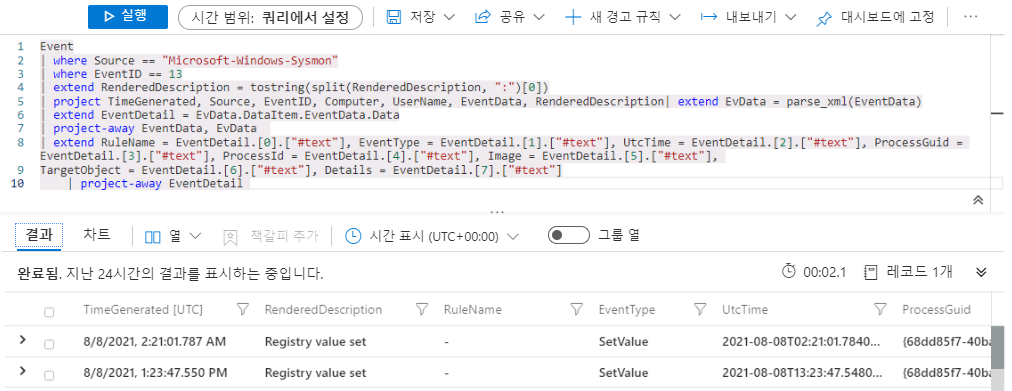 실행 시간 범위: 쿼리에서 설정 저장 공유 새 경고 규칙 내보내기 대시보드에 고정 ...
1 Event
2 | where Source == "Microsoft-Windows-Sysmon"
3 | where EventID == 13
4 | extend RenderedDescription = tostring(split(RenderedDescription, ":")[0])
5 | project TimeGenerated, Source, EventID, Computer, UserName, EventData, RenderedDescription| extend EvData = parse_xml(EventData)
6 | extend EventDetail = EvData.DataItem.EventData.Data
7 | project-away EventData, EvData
8 | extend RuleName = EventDetail.[0].["#text"], EventType = EventDetail.[1].["#text"], UtcTime = EventDetail.[2].["#text"], ProcessGuid =
EventDetail.[3].["#text"], ProcessId = EventDetail.[4].["#text"], Image = EventDetail.[5].["#text"],
9 TargetObject = EventDetail.[6].["#text"], Details = EventDetail.[7].["#text"]
10 | project-away EventDetail
결과 차트 열 책갈피 추가 시간 표시 (UTC+00:00) 그룹 열
완료됨. 지난 24시간의 결과를 표시하는 중입니다. 00:02.1 레코드 1개
TimeGenerated [UTC] RenderedDescription RuleName EventType UtcTime ProcessGuid
8/8/2021, 2:21:01.787 AM Registry value set - SetValue 2021-08-08T02:21:01.7840... {68dd85f7-40ba
8/8/2021, 1:23:47.550 PM Registry value set - SetValue 2021-08-08T13:23:47.5480... {68dd85f7-40ba